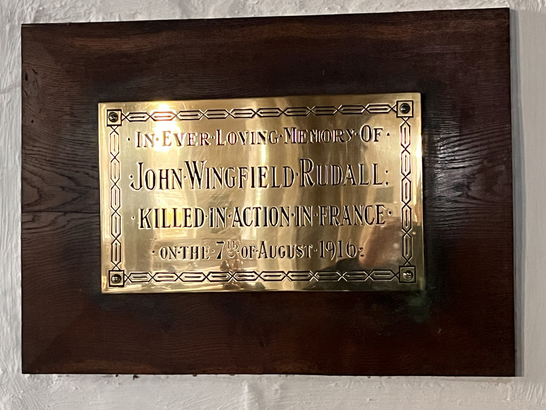 ·IN·EVER·LOVING·MEMORY·OF·
·JOHN·WINGFIELD·RUDALL:
·KILLED·IN·ACTION·IN·FRANCE·
·ON·THE·7TH·OF·AUGUST·1916: